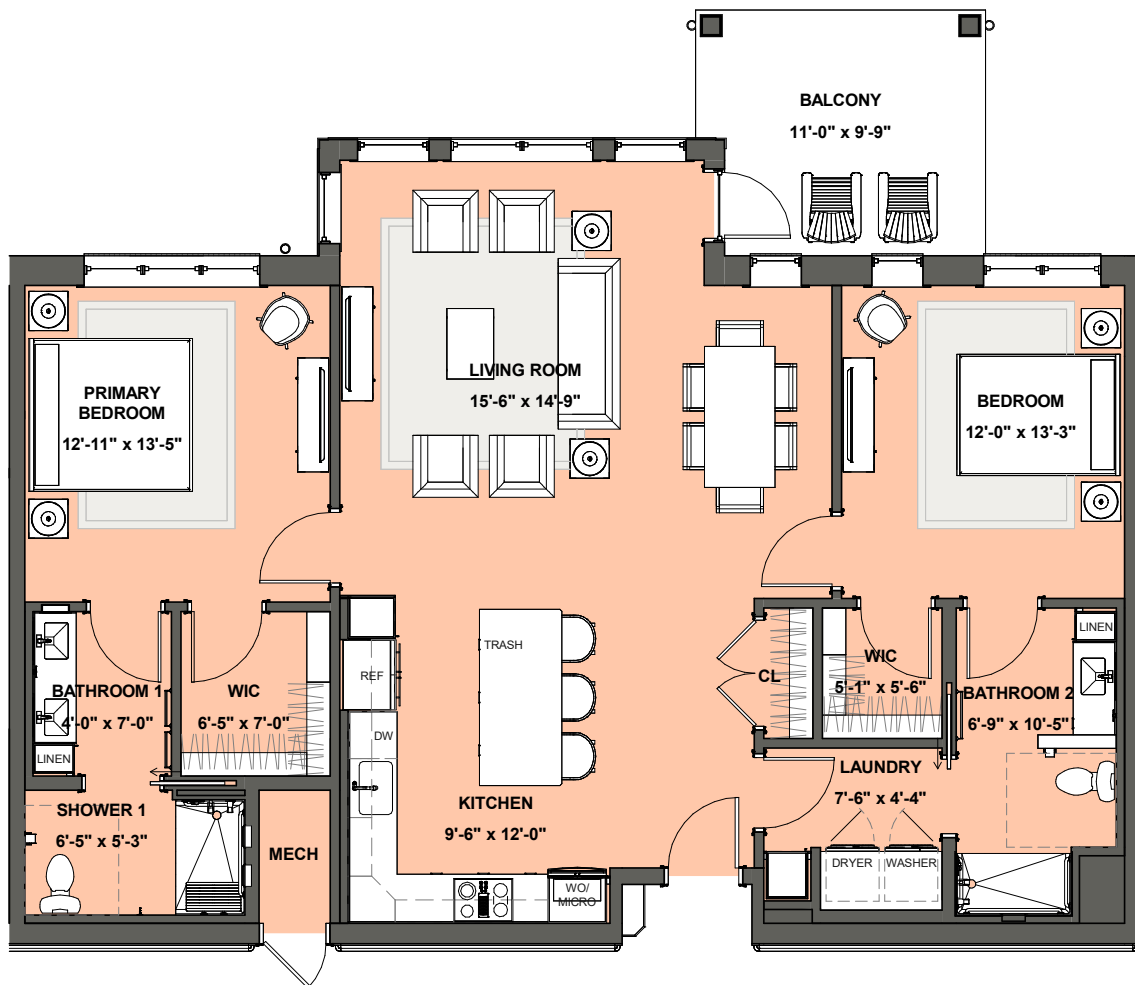 BALCONY
11'-0" x 9'-9"
LIVING ROOM
15'-6" x 14'-9"
PRIMARY
BEDROOM
12'-11" x 13'-5"
BEDROOM
12'-0" x 13'-3"
TRASH
REF
DW
LINEN
BATHROOM 1
4'-0" x 7'-0"
WIC
6'-5" x 7'-0"
CL
WIC
5'-1" x 5'-6"
LINEN
BATHROOM 2
6'-9" x 10'-5"
LINEN
SHOWER 1
6'-5" x 5'-3"
MECH
KITCHEN
9'-6" x 12'-0"
LAUNDRY
7'-6" x 4'-4"
DRYER
WASHER
WO/
MICRO